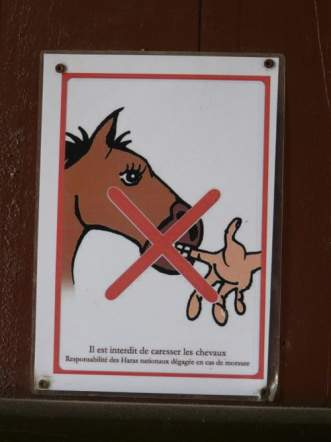 Il est interdit de caresser les chevaux
Responsabilité des Haras nationaux dégagée en cas de morsure